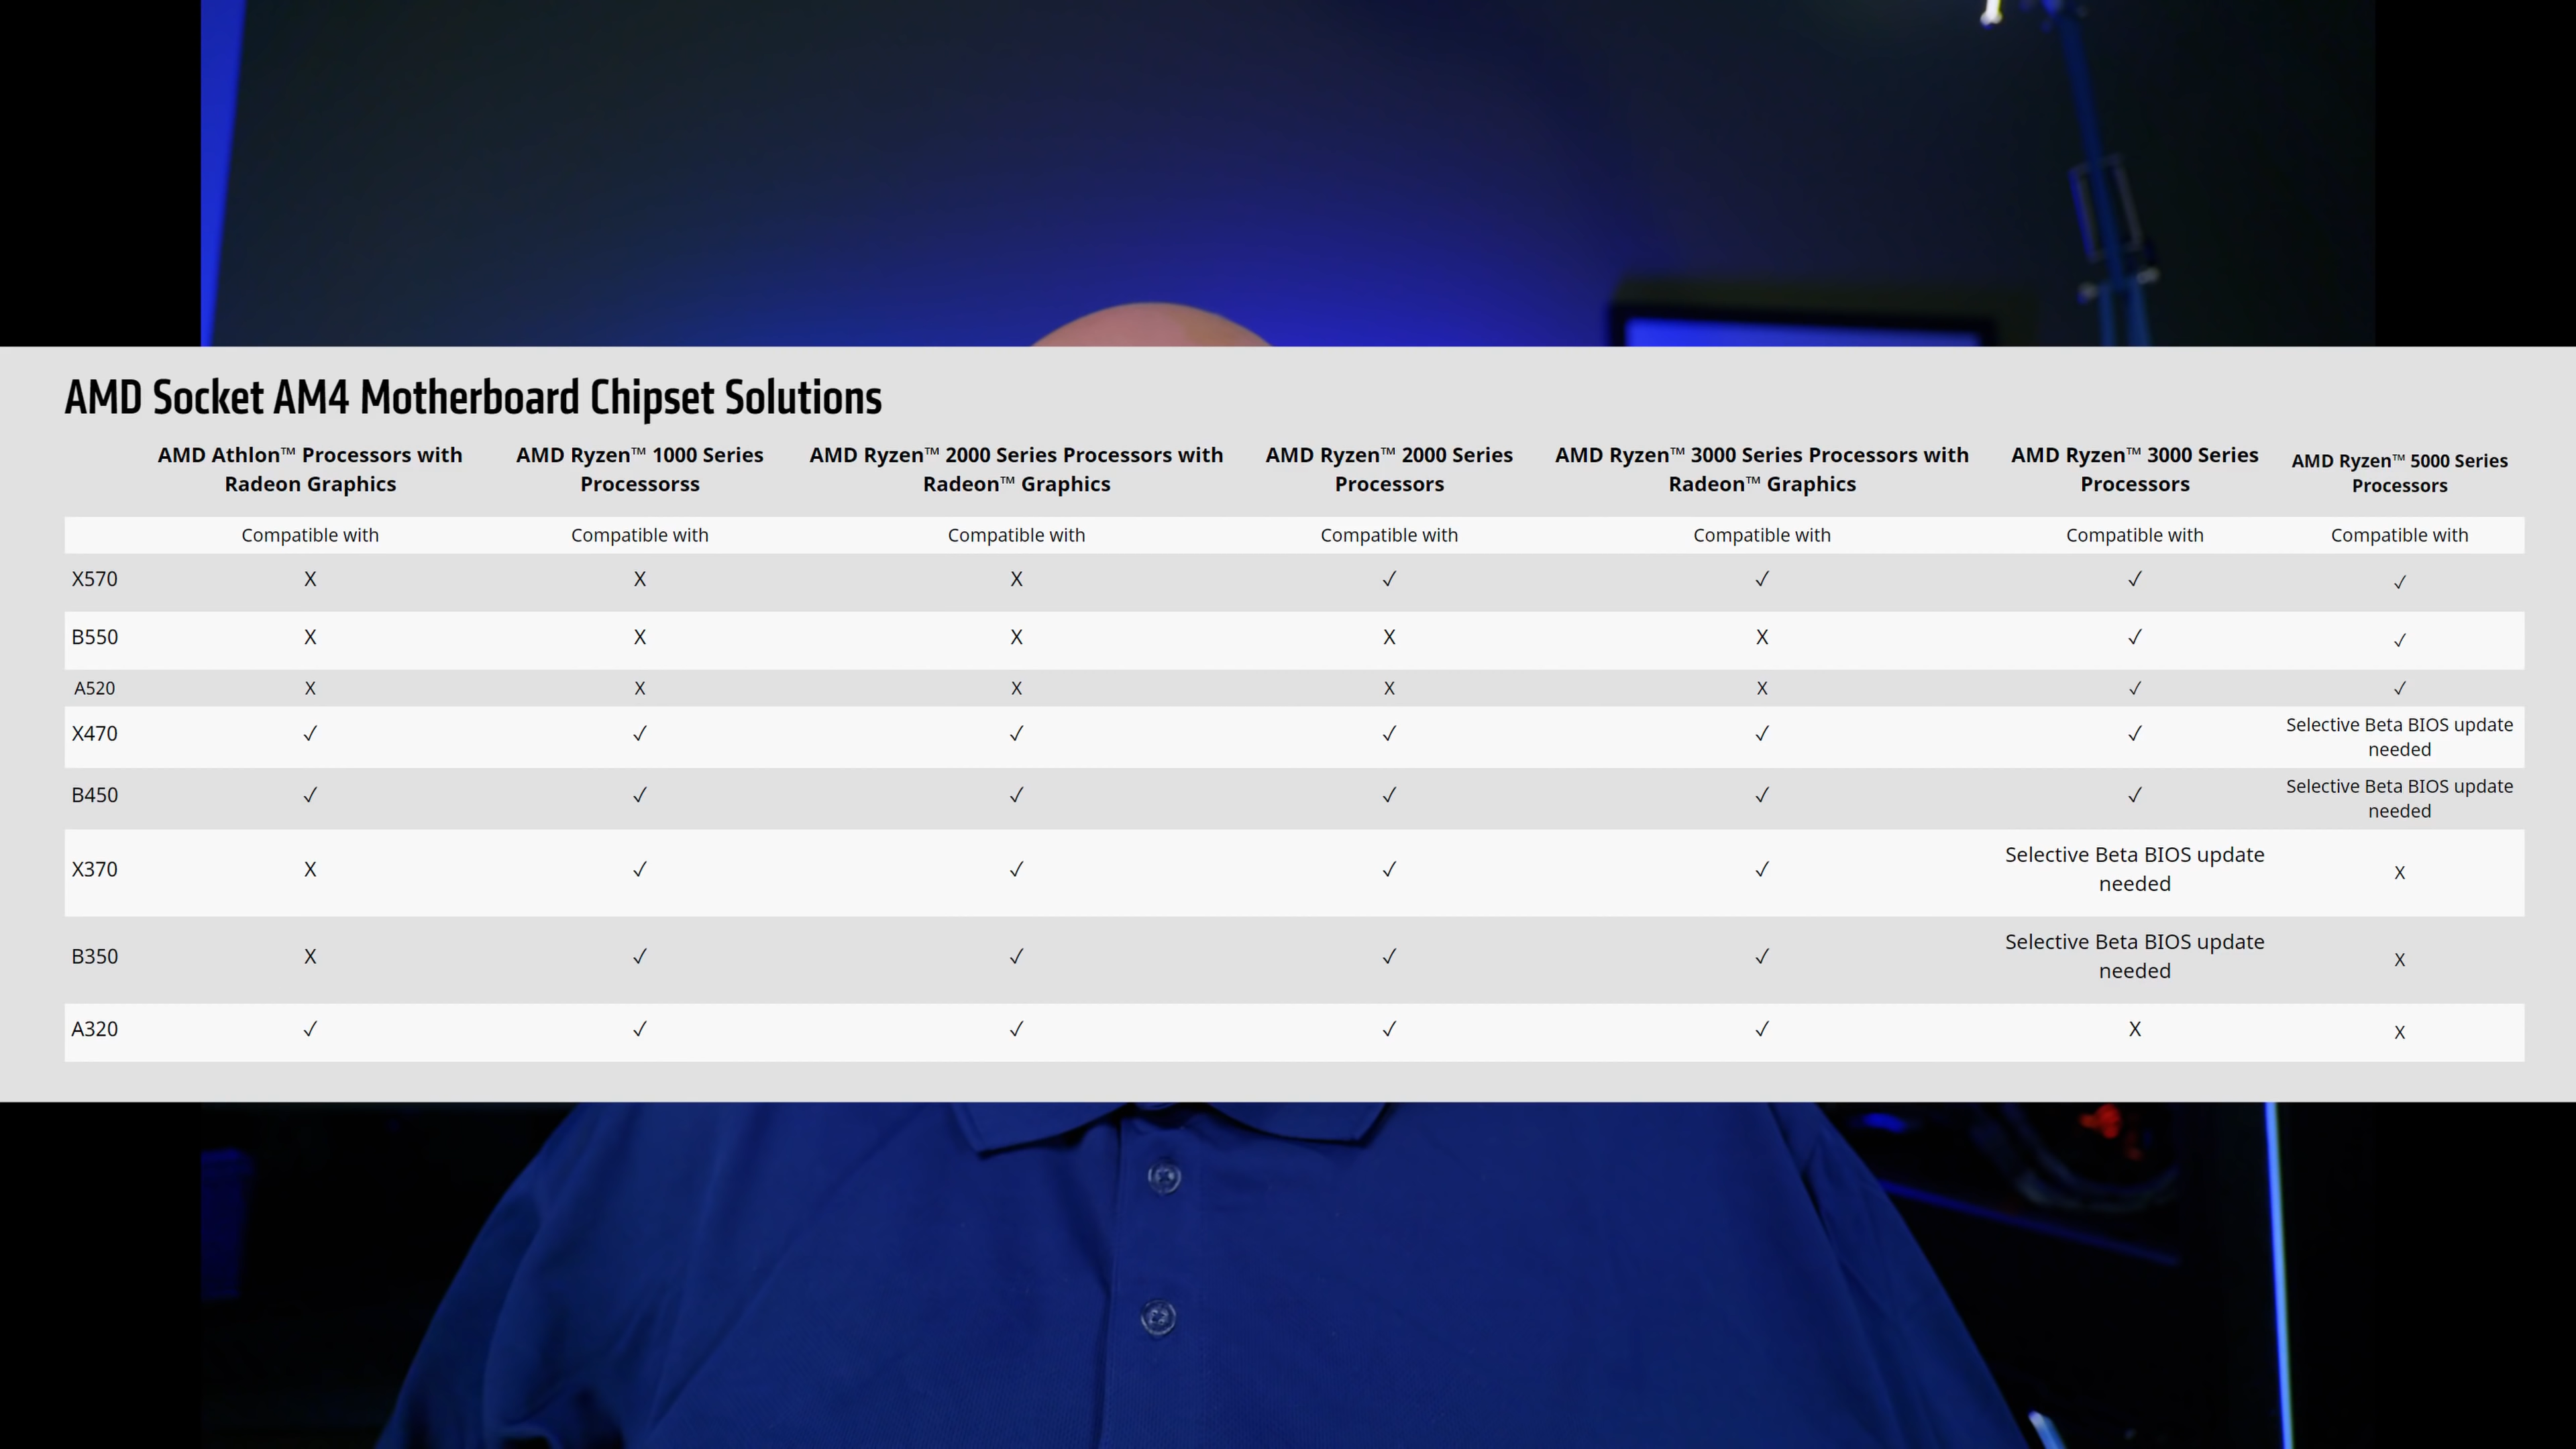 AMD Socket AM4 Motherboard Chipset Solutions
AMD Athlon™ Processors with Radeon Graphics AMD Ryzen™ 1000 Series Processorss AMD Ryzen™ 2000 Series Processors with Radeon™ Graphics AMD Ryzen™ 2000 Series Processors AMD Ryzen™ 3000 Series Processors with Radeon™ Graphics AMD Ryzen™ 3000 Series Processors AMD Ryzen™ 5000 Series Processors
Compatible with Compatible with Compatible with Compatible with Compatible with Compatible with Compatible with
X570 X X X ✓ ✓ ✓ ✓
B550 X X X X X ✓ ✓
A520 X X X X X ✓ ✓
X470 ✓ ✓ ✓ ✓ ✓ ✓ Selective Beta BIOS update needed
B450 ✓ ✓ ✓ ✓ ✓ ✓ Selective Beta BIOS update needed
X370 X ✓ ✓ ✓ ✓ Selective Beta BIOS update needed X
B350 X ✓ ✓ ✓ ✓ Selective Beta BIOS update needed X
A320 ✓ ✓ ✓ ✓ ✓ X X